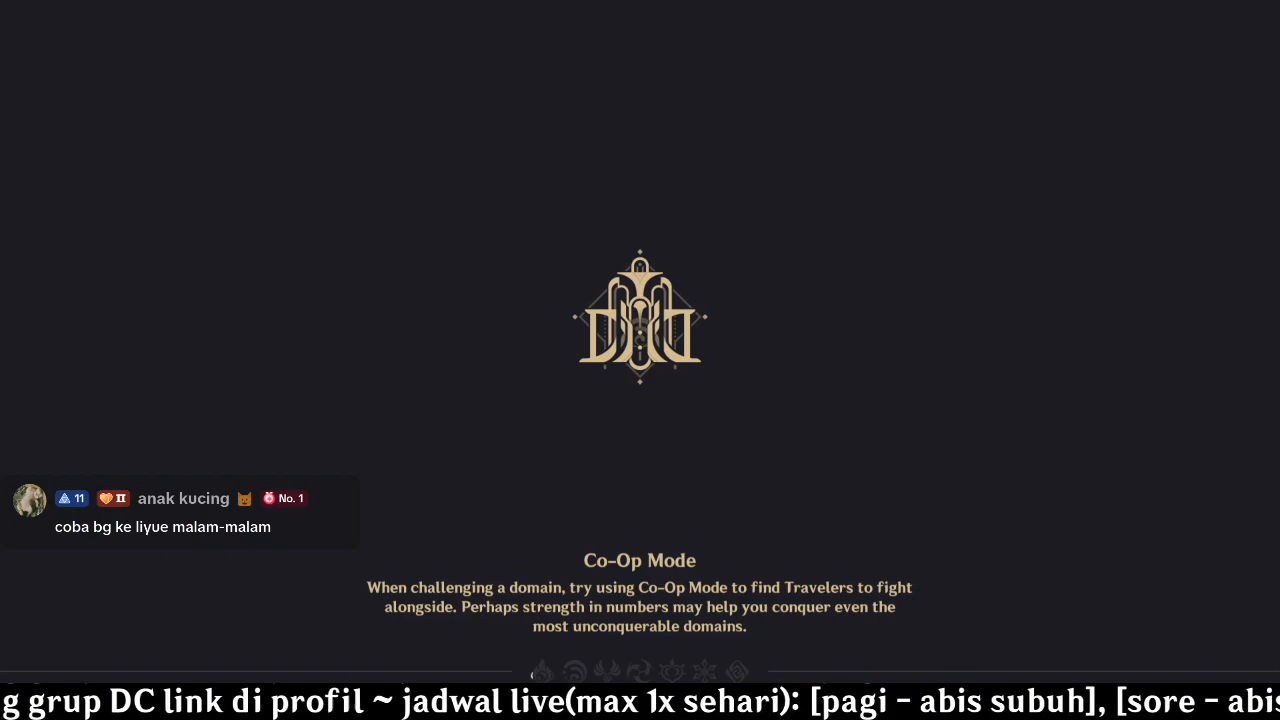 11 II anak kucing No. 1
coba bg ke liyue malam-malam
Co-Op Mode
When challenging a domain, try using Co-Op Mode to find Travelers to fight
alongside. Perhaps strength in numbers may help you conquer even the
most unconquerable domains.
g grup DC link di profil ~ jadwal live(max 1x sehari): [pagi - abis subuh], [sore - abis